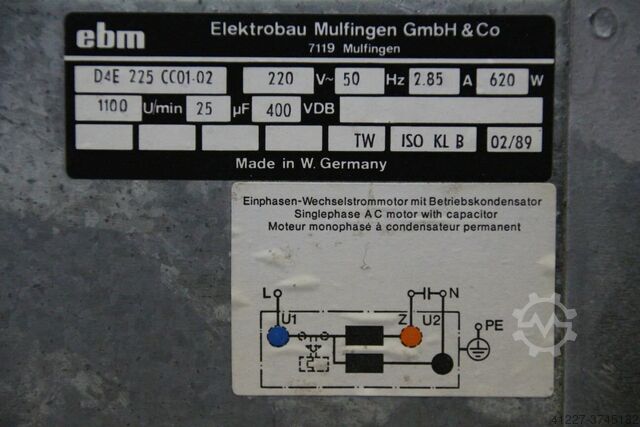 ebm Elektrobau Mulfingen GmbH & Co
7119 Mulfingen
D4E 225 CC01-02 220 V~ 50 Hz 2.85 A 620 W
1100 U/min 25 µF 400 VDB
TW ISO KL B 02/89
Made in W. Germany
Einphasen-Wechselstrommotor mit Betriebskondensator
Singlephase AC motor with capacitor
Moteur monophasé à condensateur permanent
L N
U1 Z U2 PE
41227-3745132